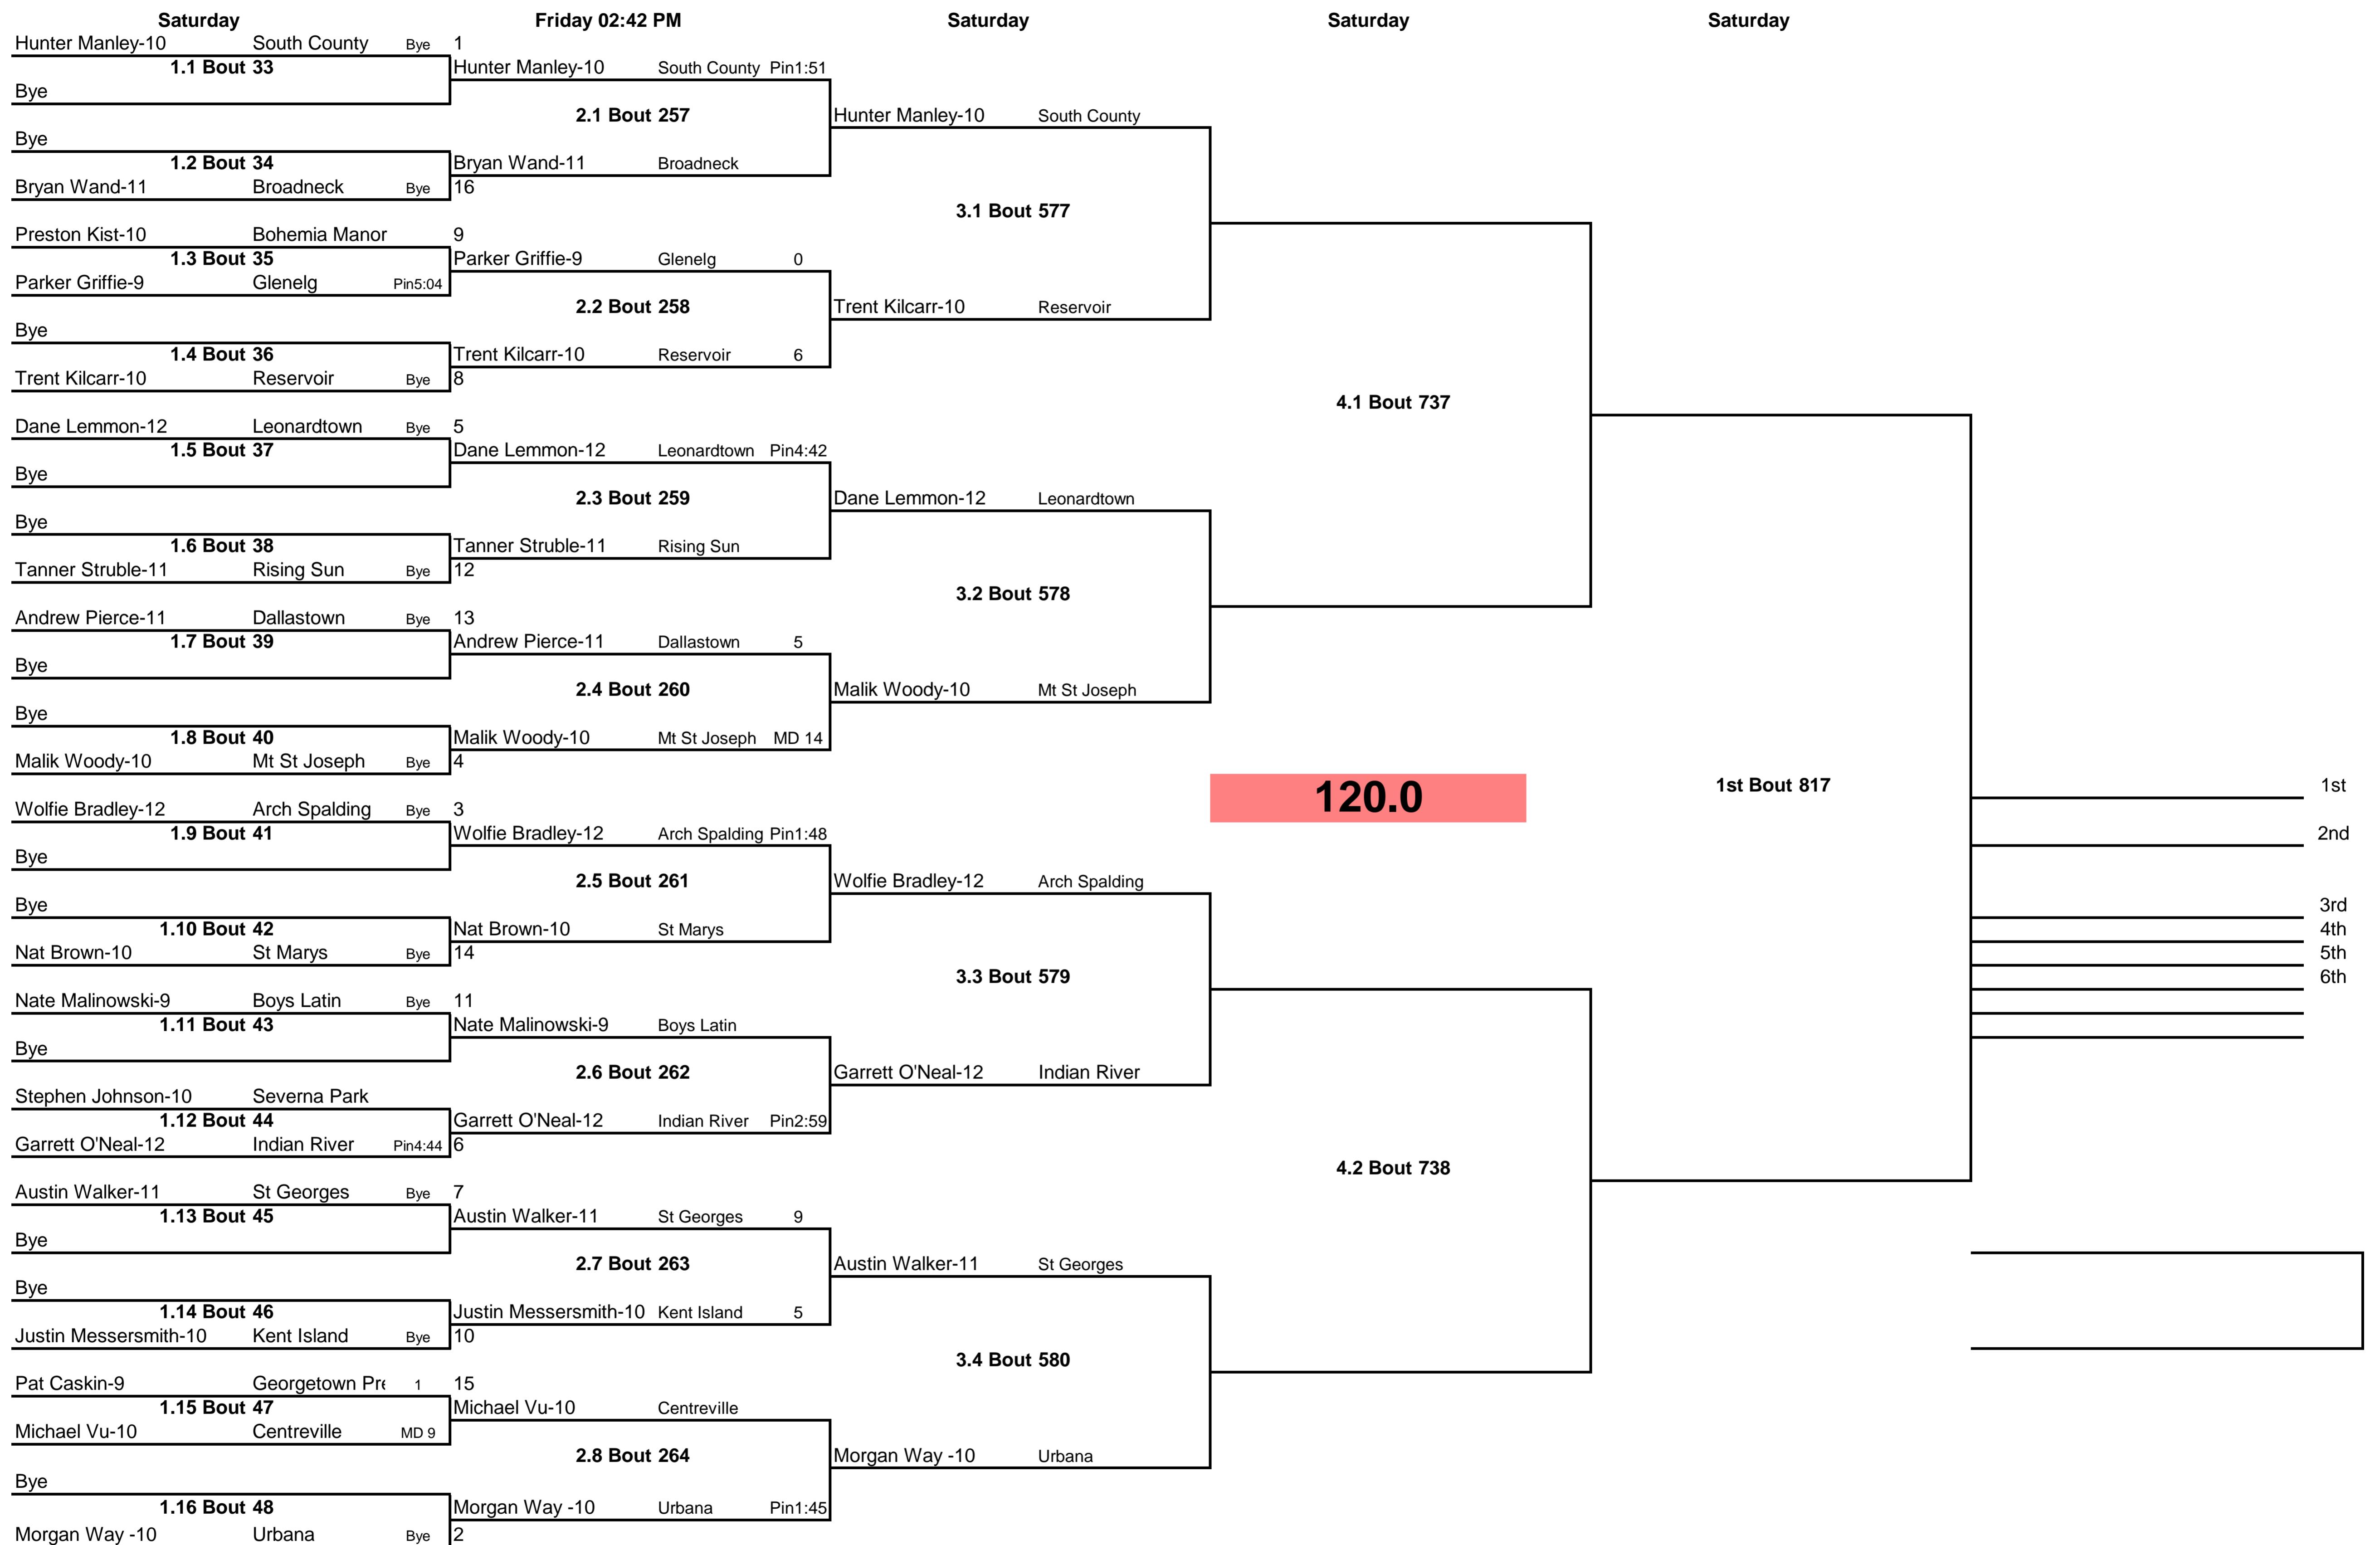 Saturday Friday 02:42 PM Saturday Saturday Saturday
Hunter Manley-10 South County Bye 1
1.1 Bout 33 Hunter Manley-10 South County Pin1:51
Bye
2.1 Bout 257 Hunter Manley-10 South County
Bye
1.2 Bout 34 Bryan Wand-11 Broadneck
Bryan Wand-11 Broadneck Bye 16
3.1 Bout 577
Preston Kist-10 Bohemia Manor 9
1.3 Bout 35 Parker Griffie-9 Glenelg 0
Parker Griffie-9 Glenelg Pin5:04
2.2 Bout 258 Trent Kilcarr-10 Reservoir
Bye
1.4 Bout 36 Trent Kilcarr-10 Reservoir 6
Trent Kilcarr-10 Reservoir Bye 8
4.1 Bout 737
Dane Lemmon-12 Leonardtown Bye 5
1.5 Bout 37 Dane Lemmon-12 Leonardtown Pin4:42
Bye
2.3 Bout 259 Dane Lemmon-12 Leonardtown
Bye
1.6 Bout 38 Tanner Struble-11 Rising Sun
Tanner Struble-11 Rising Sun Bye 12
3.2 Bout 578
Andrew Pierce-11 Dallastown Bye 13
1.7 Bout 39 Andrew Pierce-11 Dallastown 5
Bye
2.4 Bout 260 Malik Woody-10 Mt St Joseph
Bye
1.8 Bout 40 Malik Woody-10 Mt St Joseph MD 14
Malik Woody-10 Mt St Joseph Bye 4
120.0 1st Bout 817 1st
Wolfie Bradley-12 Arch Spalding Bye 3
1.9 Bout 41 Wolfie Bradley-12 Arch Spalding Pin1:48 2nd
Bye
2.5 Bout 261 Wolfie Bradley-12 Arch Spalding
Bye 3rd
1.10 Bout 42 Nat Brown-10 St Marys 4th
Nat Brown-10 St Marys Bye 14 5th
3.3 Bout 579 6th
Nate Malinowski-9 Boys Latin Bye 11
1.11 Bout 43 Nate Malinowski-9 Boys Latin
Bye
2.6 Bout 262 Garrett O'Neal-12 Indian River
Stephen Johnson-10 Severna Park
1.12 Bout 44 Garrett O'Neal-12 Indian River Pin2:59
Garrett O'Neal-12 Indian River Pin4:44 6
4.2 Bout 738
Austin Walker-11 St Georges Bye 7
1.13 Bout 45 Austin Walker-11 St Georges 9
Bye
2.7 Bout 263 Austin Walker-11 St Georges
Bye
1.14 Bout 46 Justin Messersmith-10 Kent Island 5
Justin Messersmith-10 Kent Island Bye 10
3.4 Bout 580
Pat Caskin-9 Georgetown Pre 1 15
1.15 Bout 47 Michael Vu-10 Centreville
Michael Vu-10 Centreville MD 9
2.8 Bout 264 Morgan Way -10 Urbana
Bye
1.16 Bout 48 Morgan Way -10 Urbana Pin1:45
Morgan Way -10 Urbana Bye 2